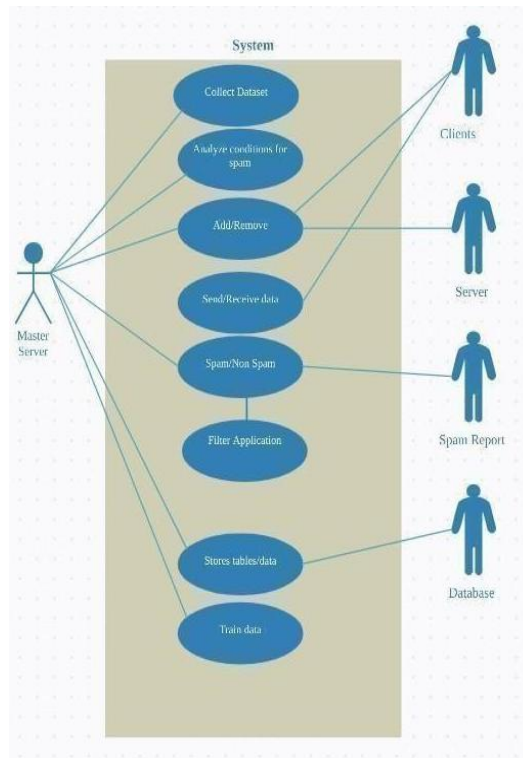 System
Collect Dataset
Analyze conditions for
spam
Add/Remove
Send/Receive data
Spam/Non Spam
Filter Application
Stores tables/data
Train data
Master
Server
Clients
Server
Spam Report
Database